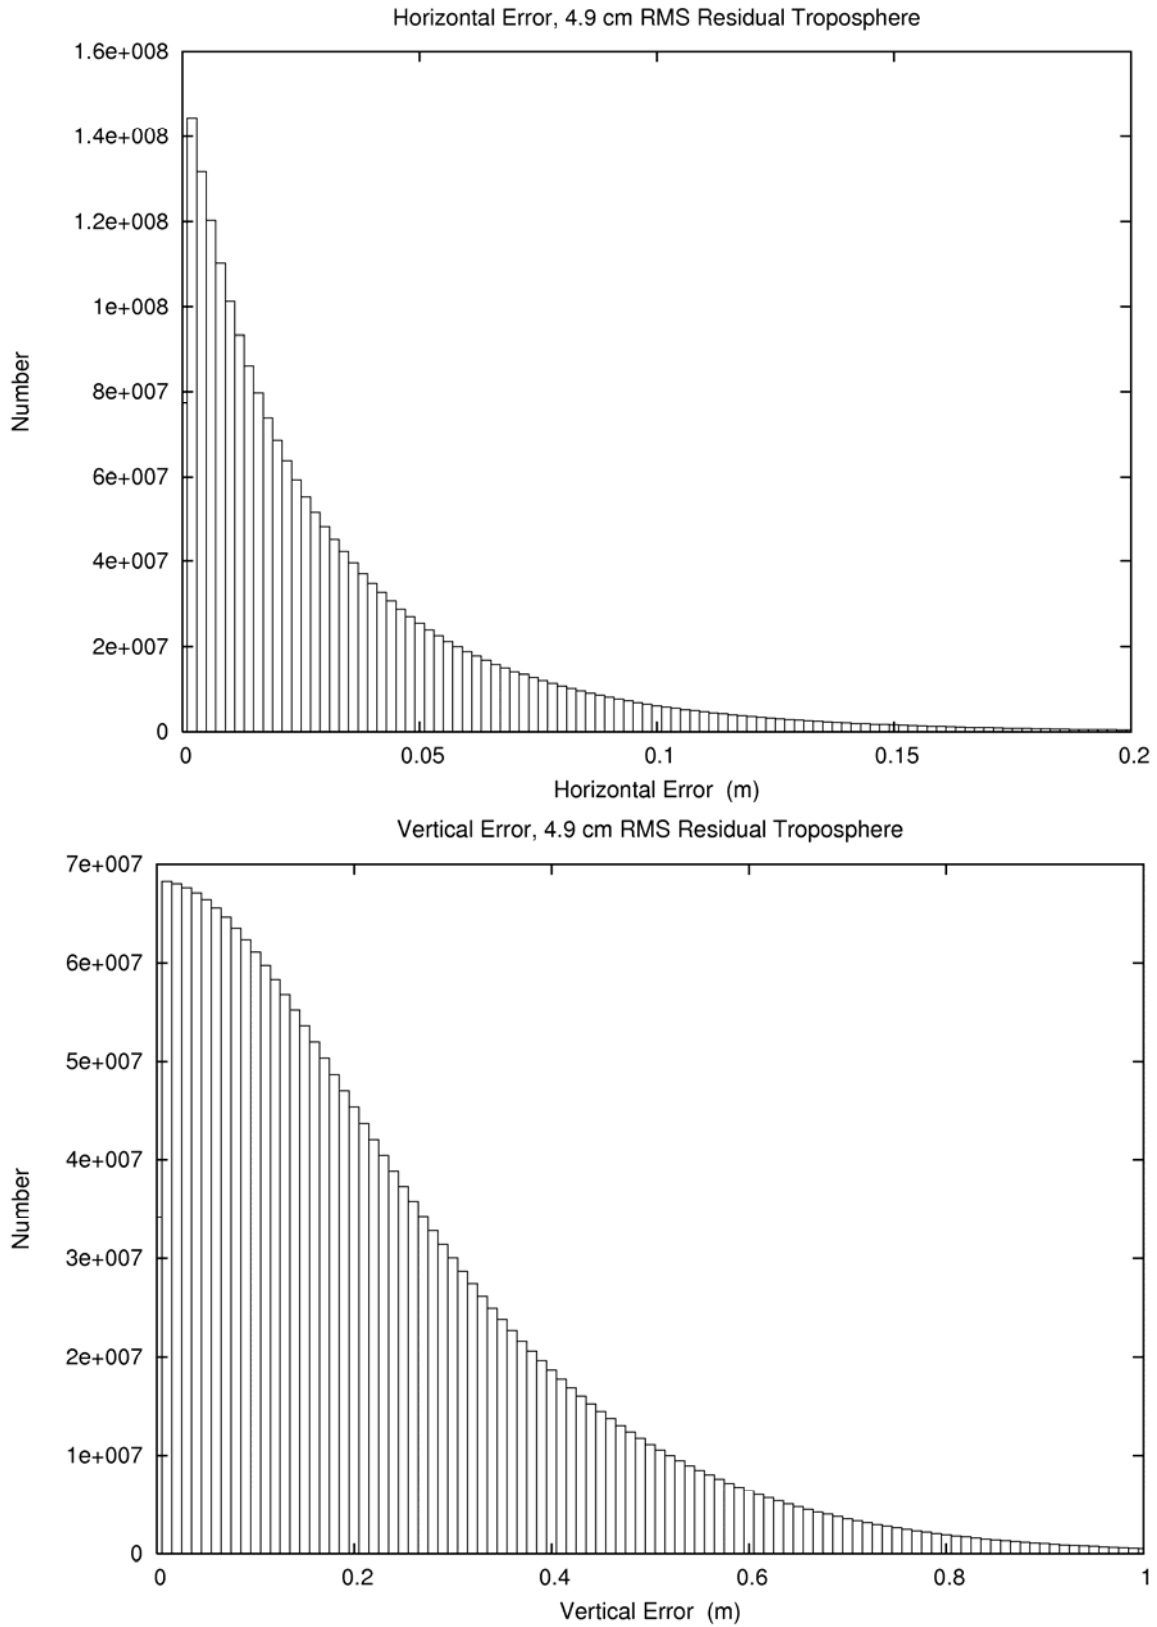 Horizontal Error, 4.9 cm RMS Residual Troposphere
1.6e+008
1.4e+008
1.2e+008
1e+008
8e+007
6e+007
4e+007
2e+007
0
Number
0 0.05 0.1 0.15 0.2
Horizontal Error (m)
Vertical Error, 4.9 cm RMS Residual Troposphere
7e+007
6e+007
5e+007
4e+007
3e+007
2e+007
1e+007
0
Number
0 0.2 0.4 0.6 0.8 1
Vertical Error (m)